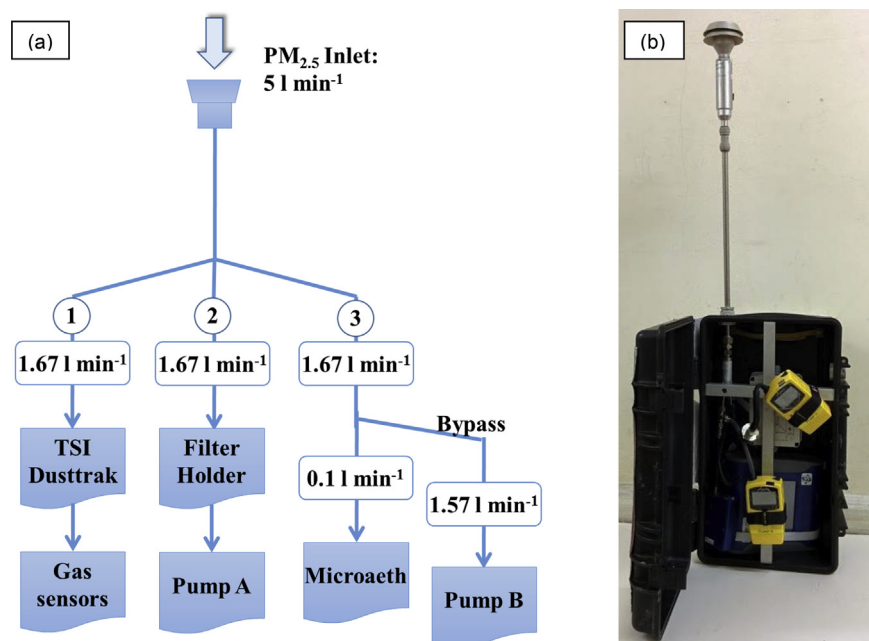 (a)
PM₂.₅ Inlet:
5 l min⁻¹
1
2
3
1.67 l min⁻¹
1.67 l min⁻¹
1.67 l min⁻¹
Bypass
TSI
Dusttrak
Filter
Holder
0.1 l min⁻¹
1.57 l min⁻¹
Gas
sensors
Pump A
Microaeth
Pump B
(b)